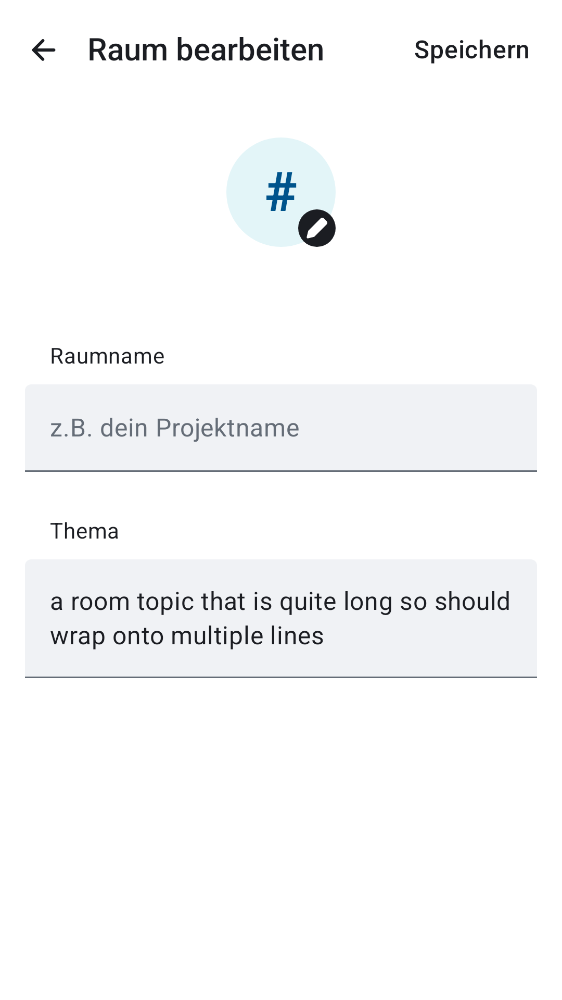 Raum bearbeiten
Speichern
#
Raumname
z.B. dein Projektname
Thema
a room topic that is quite long so should
wrap onto multiple lines